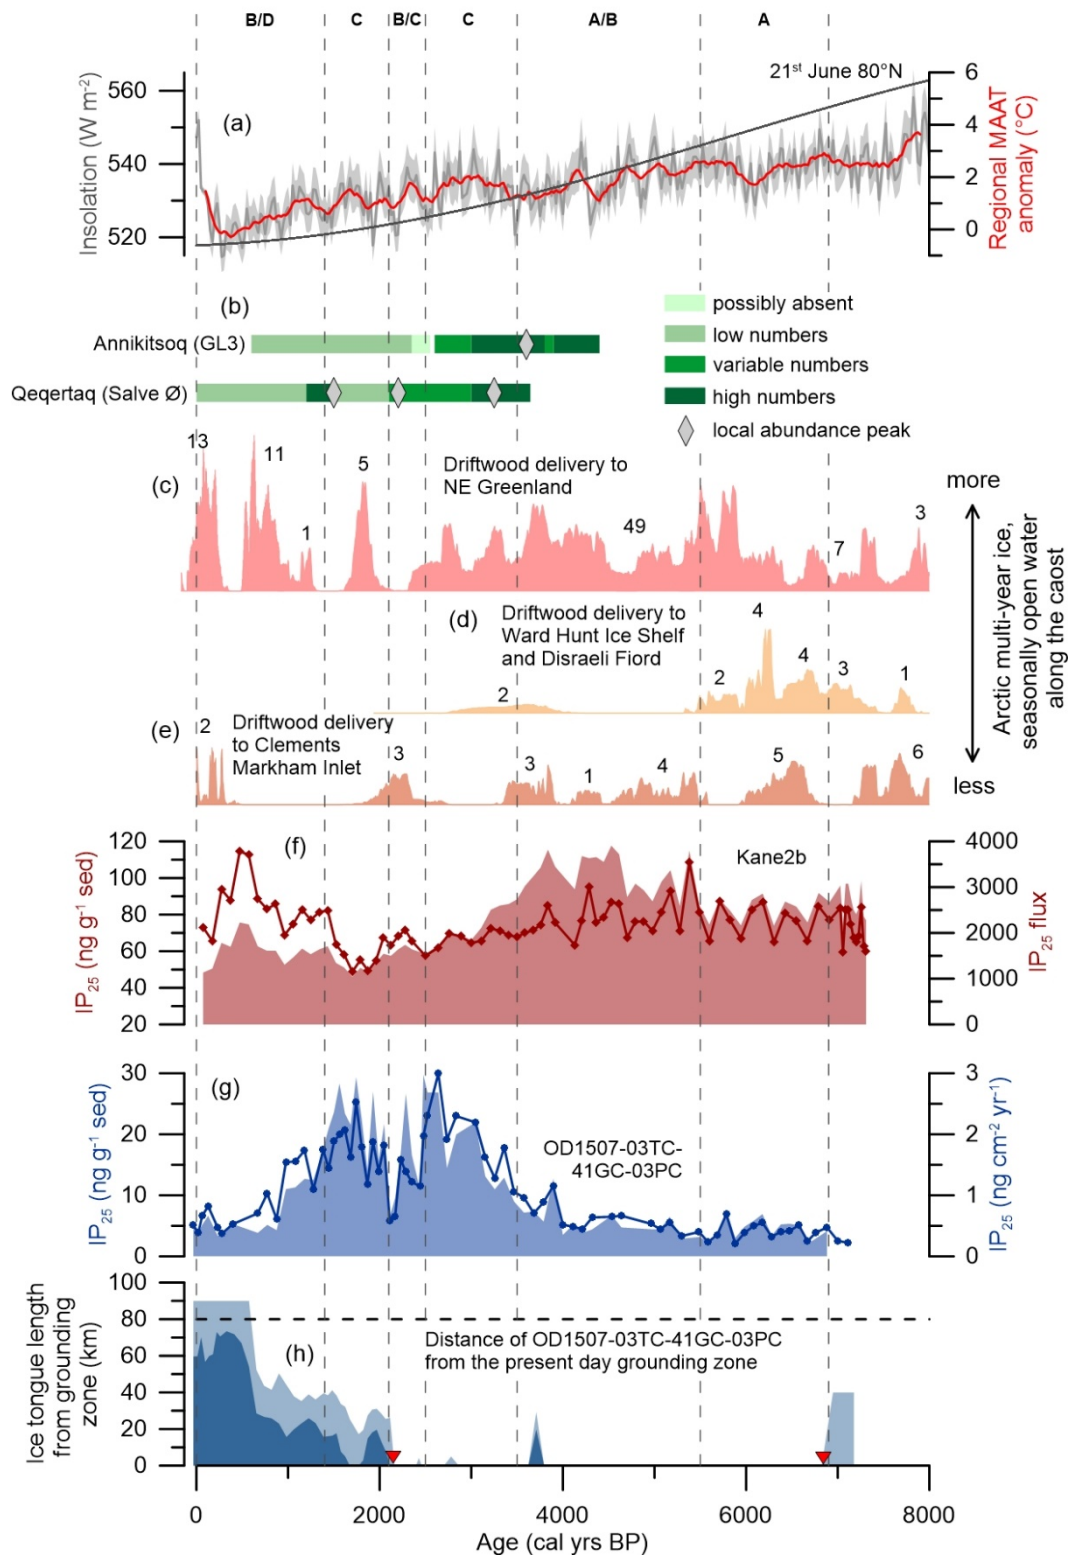 B/D C B/C C A/B A
21st June 80°N
(a)
560
540
520
Insolation (W m-2)
6
4
2
0
Regional MAAT
anomaly (°C)
(b)
Annikitsoq (GL3)
Qeqertaq (Salve Ø)
possibly absent
low numbers
variable numbers
high numbers
local abundance peak
(c)
13
11
1
5
Driftwood delivery to
NE Greenland
49
7
3
more
Arctic multi-year ice,
seasonally open water
along the caost
less
(d)
Driftwood delivery to
Ward Hunt Ice Shelf
and Disraeli Fiord
2
2
4
4
3
1
(e)
2
Driftwood delivery
to Clements
Markham Inlet
3
3
1
4
5
6
(f)
Kane2b
120
100
80
60
40
20
IP25 (ng g-1 sed)
4000
3000
2000
1000
0
IP25 flux
(g)
OD1507-03TC-
41GC-03PC
30
20
10
0
IP25 (ng g-1 sed)
3
2
1
0
IP25 (ng cm-2 yr-1)
(h)
Distance of OD1507-03TC-41GC-03PC
from the present day grounding zone
100
80
60
40
20
0
Ice tongue length
from grounding
zone (km)
0 2000 4000 6000 8000
Age (cal yrs BP)